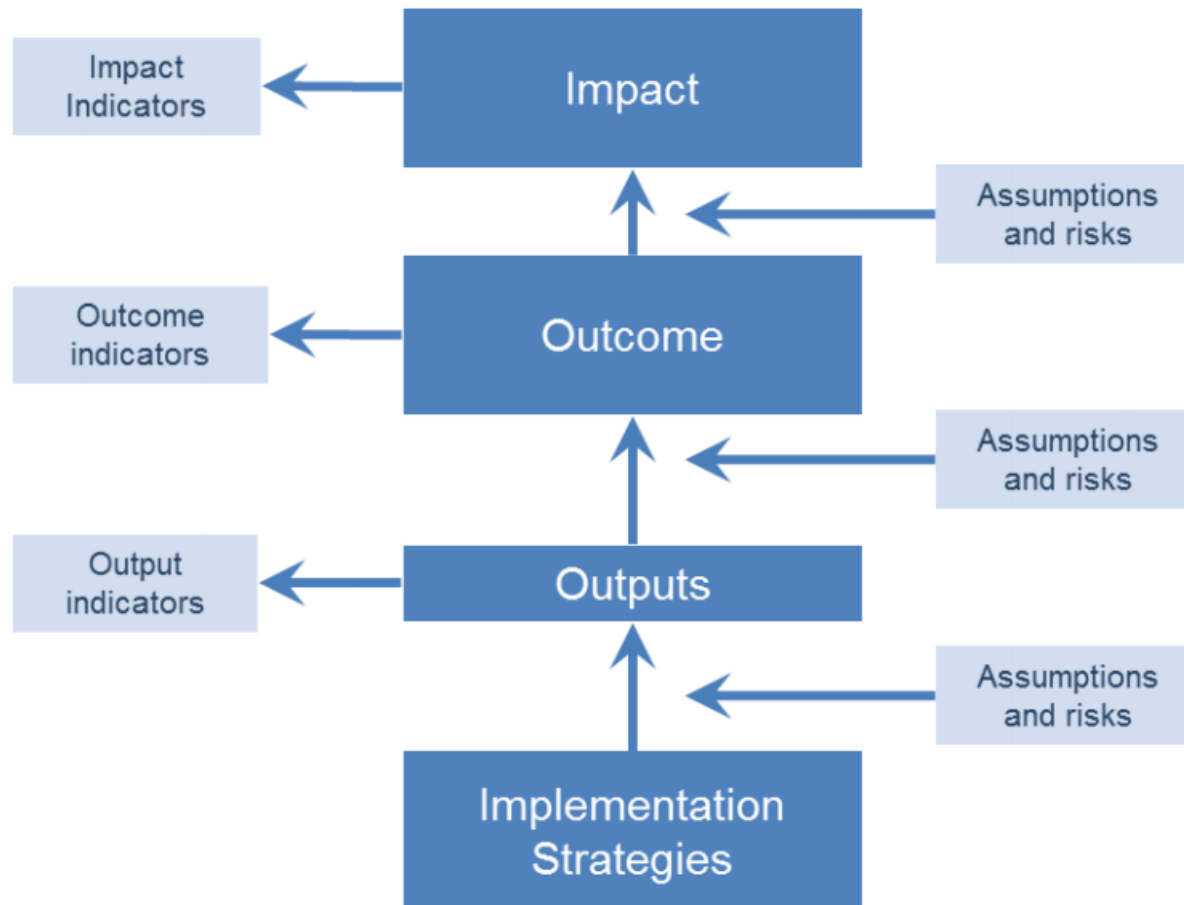 Impact
Indicators
Impact
Assumptions
and risks
Outcome
indicators
Outcome
Assumptions
and risks
Output
indicators
Outputs
Assumptions
and risks
Implementation
Strategies